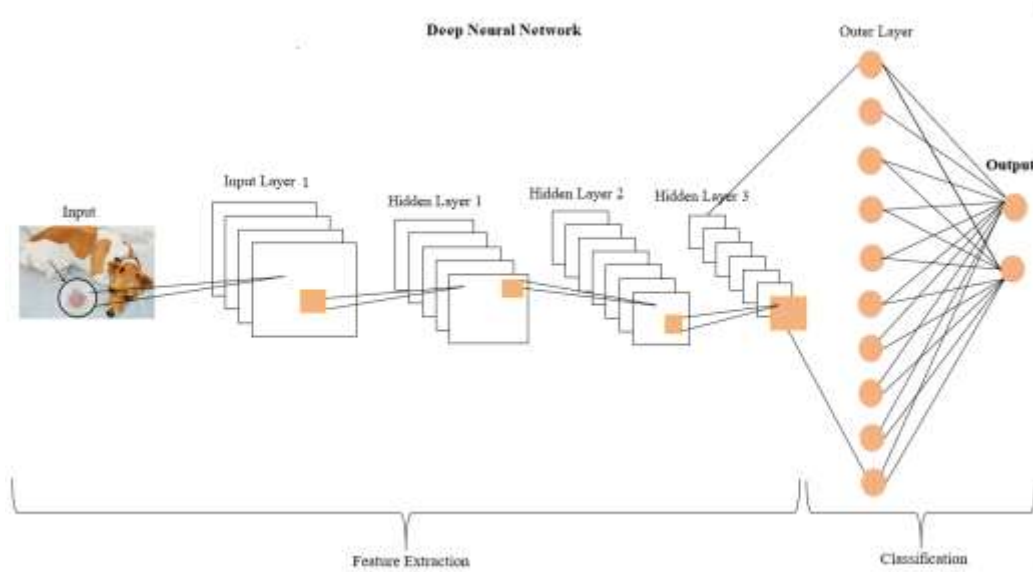 Deep Neural Network
Outer Layer
Output
Input Layer 1
Hidden Layer 1
Hidden Layer 2
Hidden Layer 3
Input
Feature Extraction
Classification